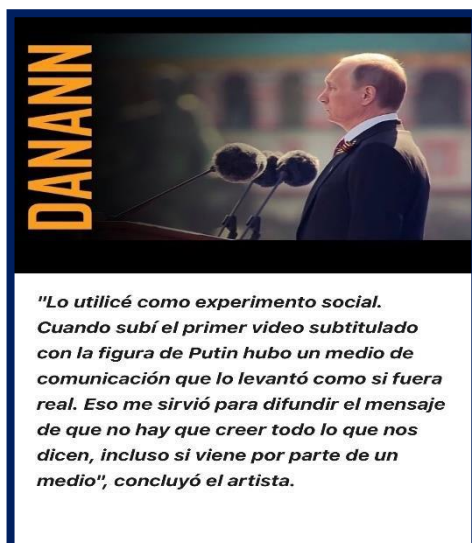 DANANN
"Lo utilicé como experimento social.
Cuando subí el primer video subtitulado
con la figura de Putin hubo un medio de
comunicación que lo levantó como si fuera
real. Eso me sirvió para difundir el mensaje
de que no hay que creer todo lo que nos
dicen, incluso si viene por parte de un
medio", concluyó el artista.